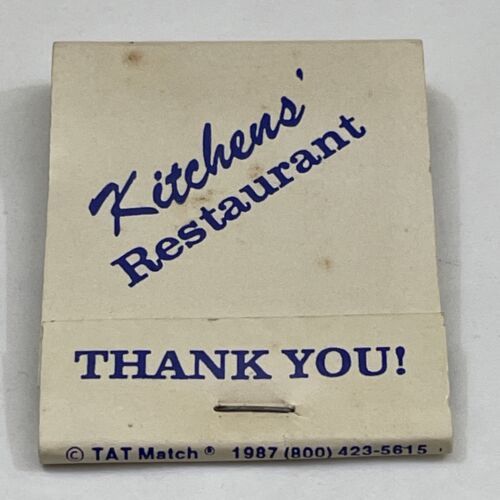 Kitchens'
Restaurant
THANK YOU!
© TAT Match ® 1987 (800) 423-5615